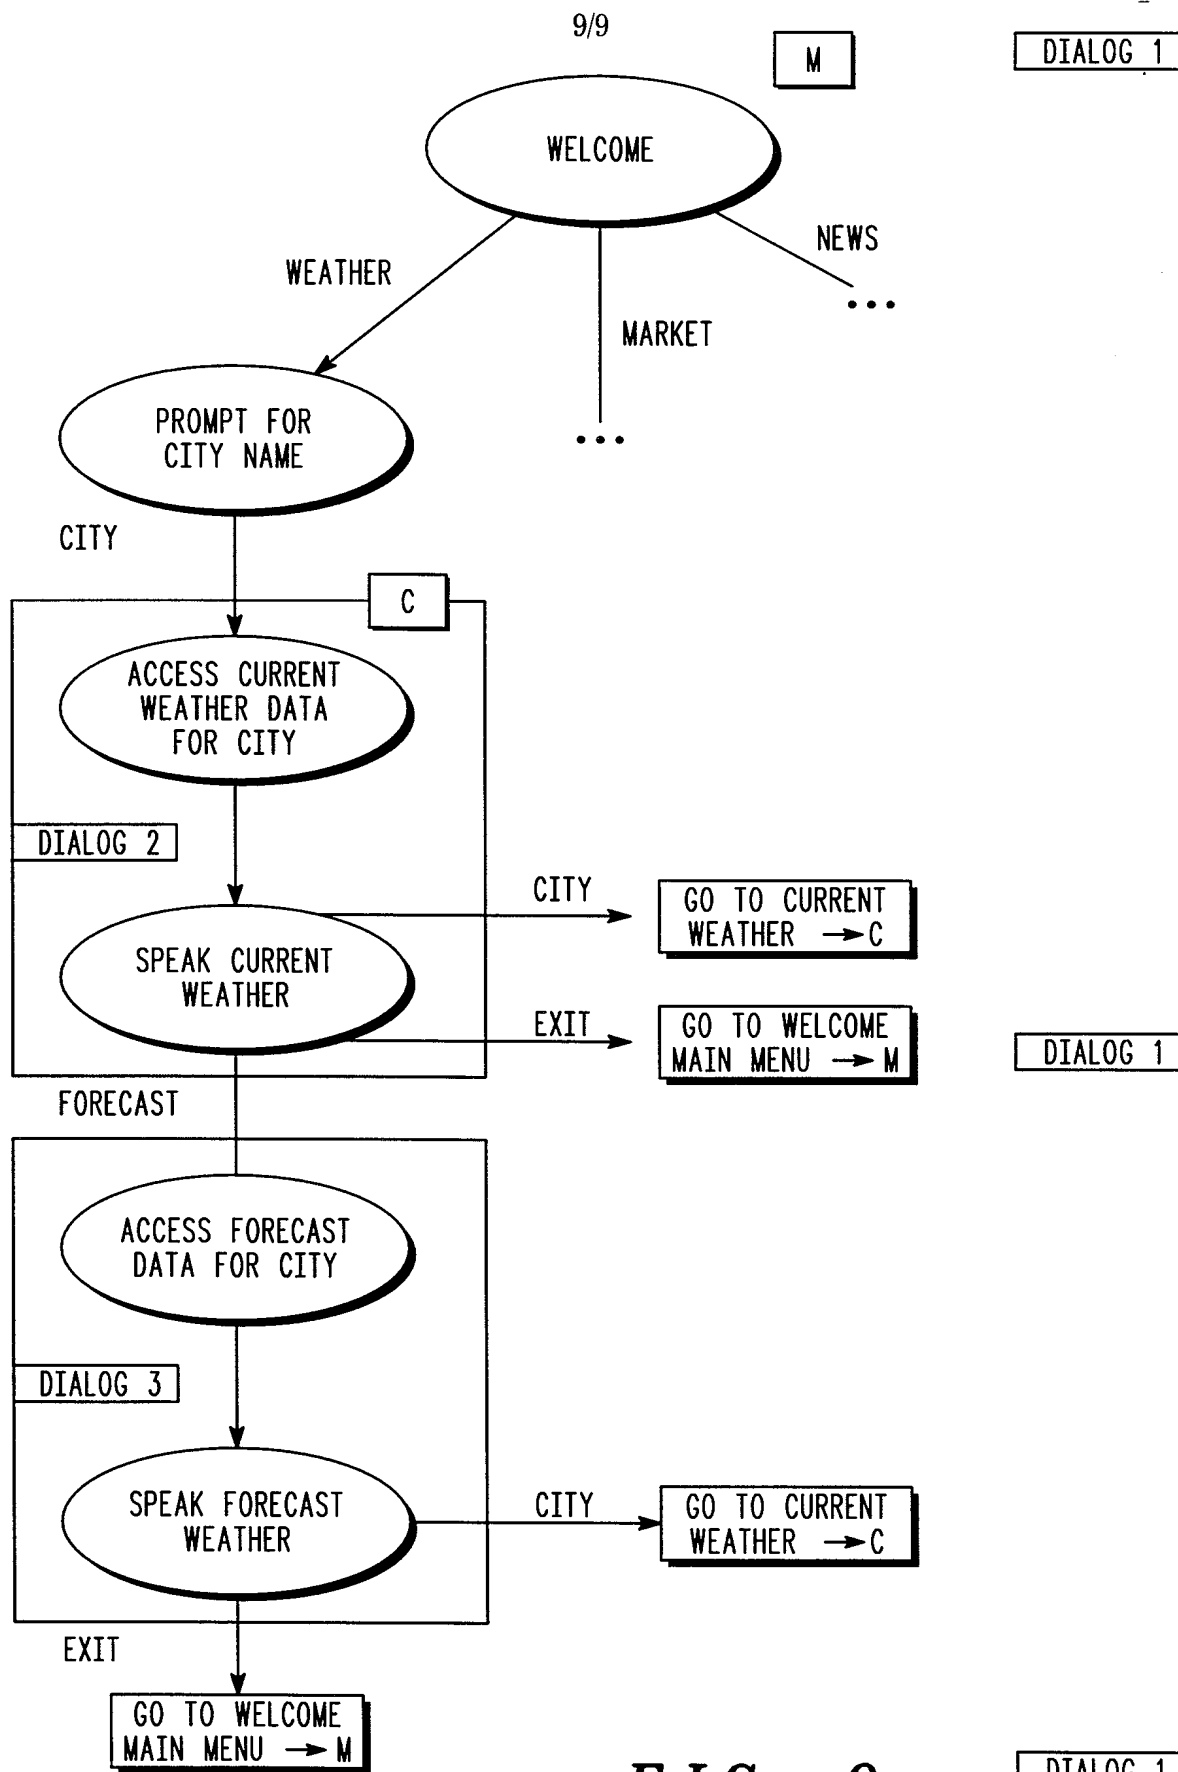 9/9
M
DIALOG 1
WELCOME
NEWS
WEATHER
MARKET
PROMPT FOR
CITY NAME
CITY
C
ACCESS CURRENT
WEATHER DATA
FOR CITY
DIALOG 2
CITY
GO TO CURRENT
WEATHER → C
SPEAK CURRENT
WEATHER
EXIT
GO TO WELCOME
MAIN MENU → M
DIALOG 1
FORECAST
ACCESS FORECAST
DATA FOR CITY
DIALOG 3
SPEAK FORECAST
WEATHER
CITY
GO TO CURRENT
WEATHER → C
EXIT
GO TO WELCOME
MAIN MENU → M
FIG.
DIALOG 1